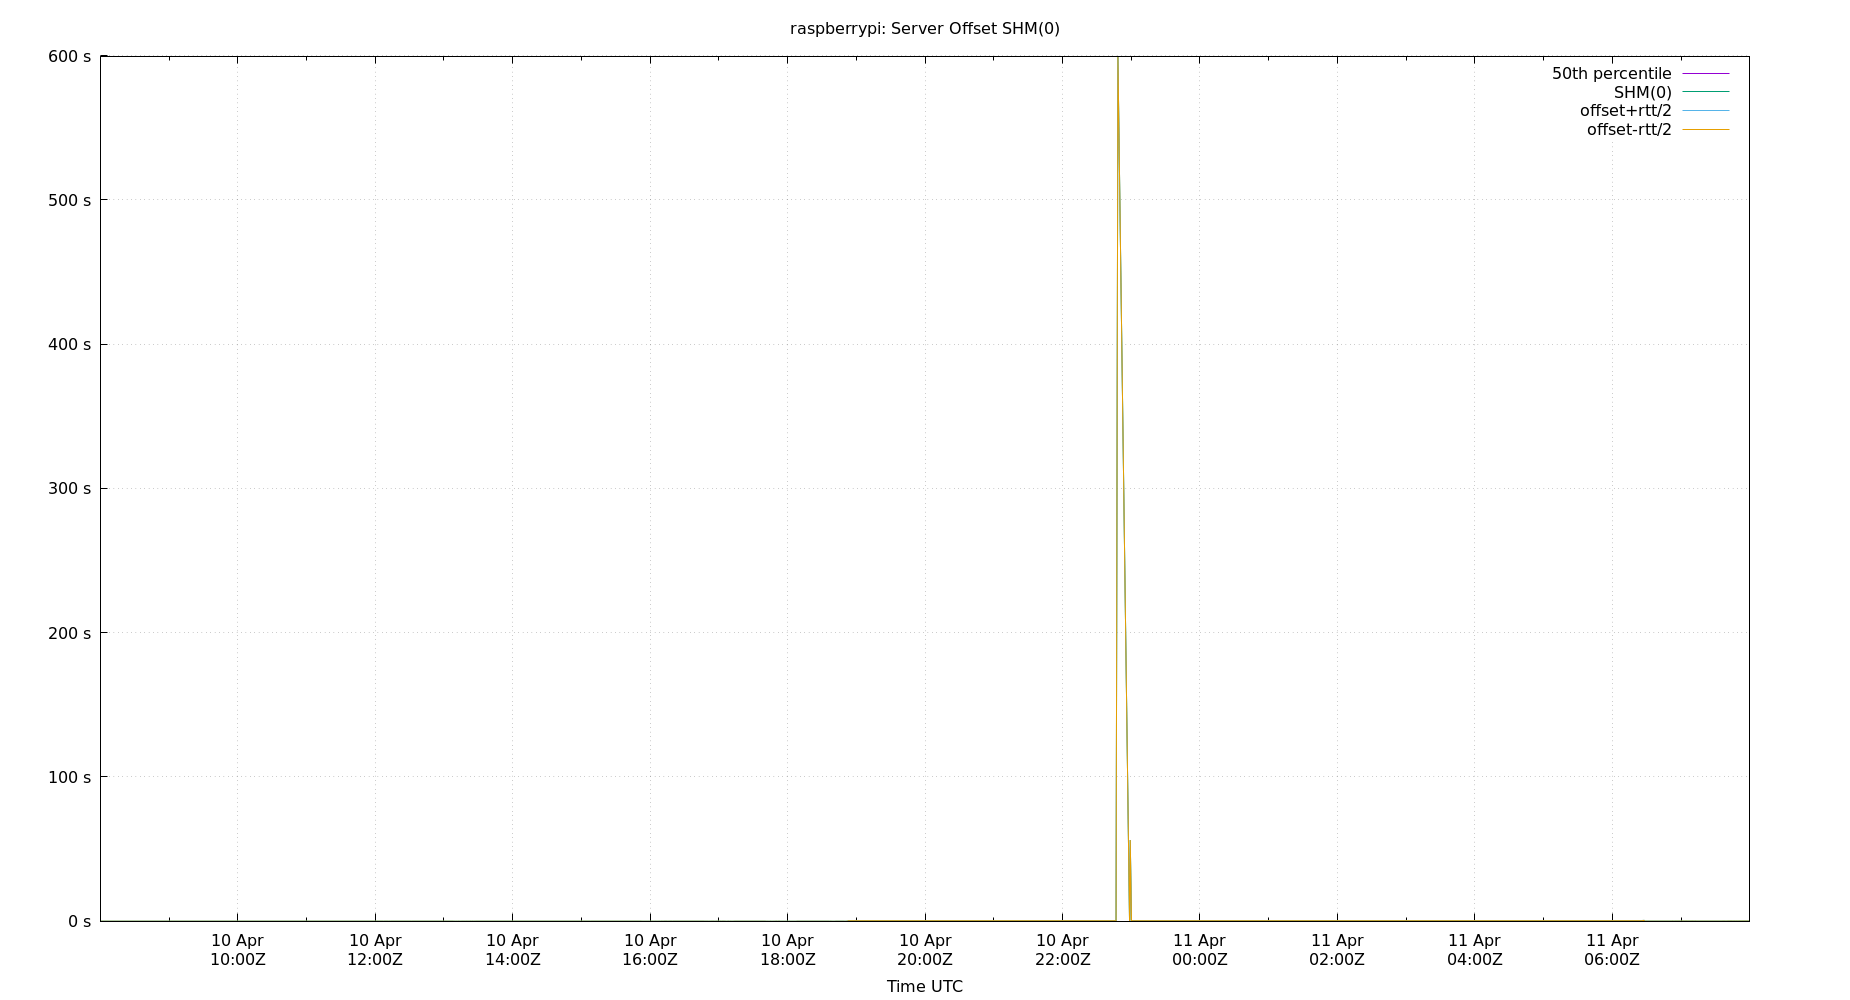 raspberrypi: Server Offset SHM(0)
600 s
50th percentile
SHM(0)
offset+rtt/2
offset-rtt/2
500 s
400 s
300 s
200 s
100 s
0 s
10 Apr 10 Apr 10 Apr 10 Apr 10 Apr 10 Apr 10 Apr 11 Apr 11 Apr 11 Apr 11 Apr
10:00Z 12:00Z 14:00Z 16:00Z 18:00Z 20:00Z 22:00Z 00:00Z 02:00Z 04:00Z 06:00Z
Time UTC